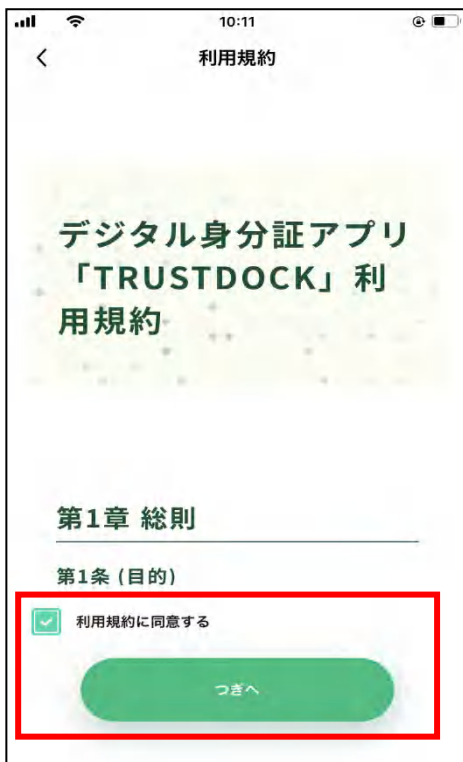 10:11
利用規約
デジタル身分証アプリ
「TRUSTDOCK」利
用規約
第1章 総則
第1条 (目的)
利用規約に同意する
つぎへ